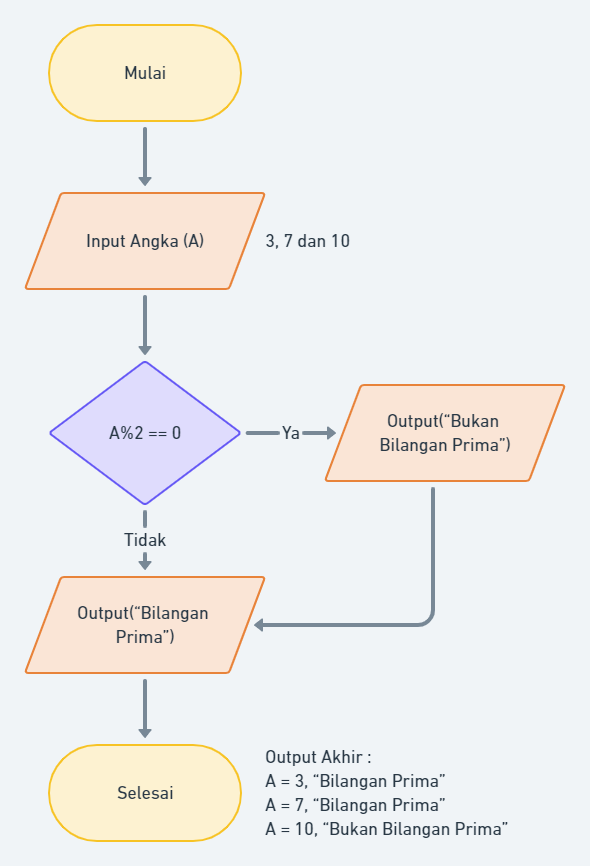 Mulai
Input Angka (A)
3, 7 dan 10
A%2 == 0
Ya
Output(“Bukan
Bilangan Prima”)
Tidak
Output(“Bilangan
Prima”)
Selesai
Output Akhir :
A = 3, “Bilangan Prima”
A = 7, “Bilangan Prima”
A = 10, “Bukan Bilangan Prima”